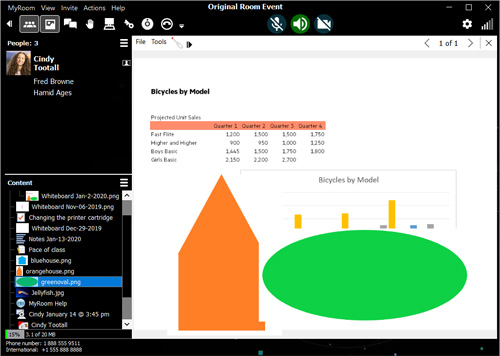 Original Room Event
MyRoom View Invite Actions Help
People: 3
Cindy
Tootall
Fred Browne
Hamid Ages
File Tools
1 of 1
Bicycles by Model
Projected Unit Sales
Quarter 1 Quarter 2 Quarter 3 Quarter 4
Fast Flite 1,200 1,300 1,500 1,750
Higher and Higher 900 950 1,000 1,250
Boys Basic 1,445 1,500 1,750 1,800
Girls Basic 2,150 2,200 2,700
Bicycles by Model
Content
Whiteboard Jan-2-2020.png
Whiteboard Nov-06-2019.png
Changing the printer cartridge
Whiteboard Dec-29-2019
Notes Jan-13-2020
Pace of class
bluehouse.png
orangehouse.png
greenoval.png
Jellyfish.jpg
MyRoom Help
Cindy January 14 @ 3:45 pm
Cindy Tootall
15% 3.1 of 20 MB
Phone number: 1 888 555 9511
International: +1 555 888 8888